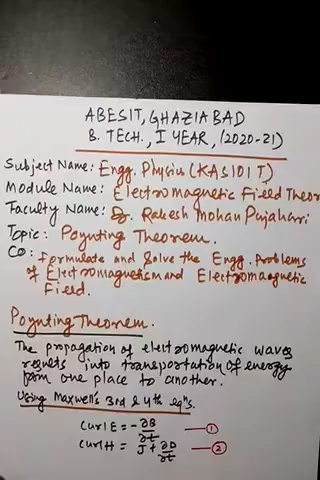 ABESIT, GHAZIABAD
B. TECH., I YEAR, (2020-21)
Subject Name: Engg. Physics (KAS101T)
Module Name: Electromagnetic Field Theor
Faculty Name: Dr. Rakesh Mohan Pujahari
Topic: Poynting Theorem.
CO: Formulate and Solve the Engg. Problems
of Electromagnetism and Electromagnetic
Field.
Poynting Theorem.
The propagation of electromagnetic waves
results into transportation of energy
from one place to another.
Using Maxwell's 3rd & 4th eqns.
Curl E = -∂B/∂t — ①
Curl H = J + ∂D/∂t — ②